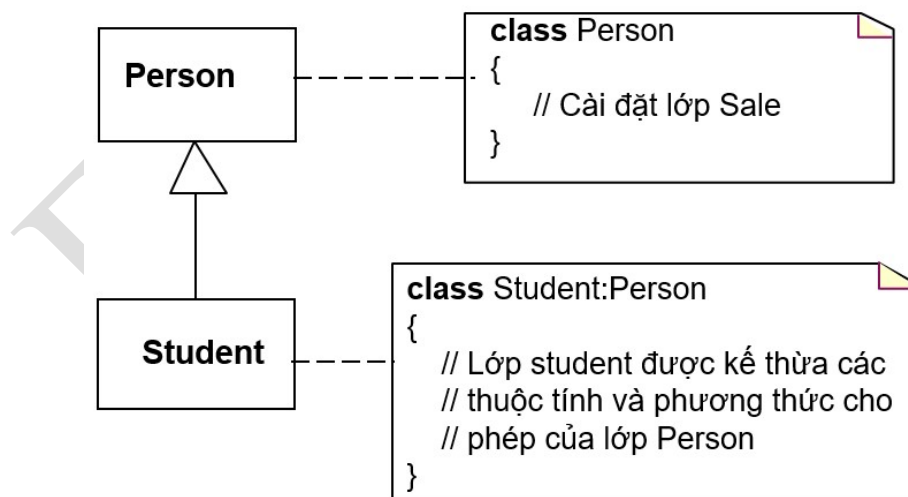 Person
class Person
{
// Cài đặt lớp Sale
}
Student
class Student:Person
{
// Lớp student được kế thừa các
// thuộc tính và phương thức cho
// phép của lớp Person
}